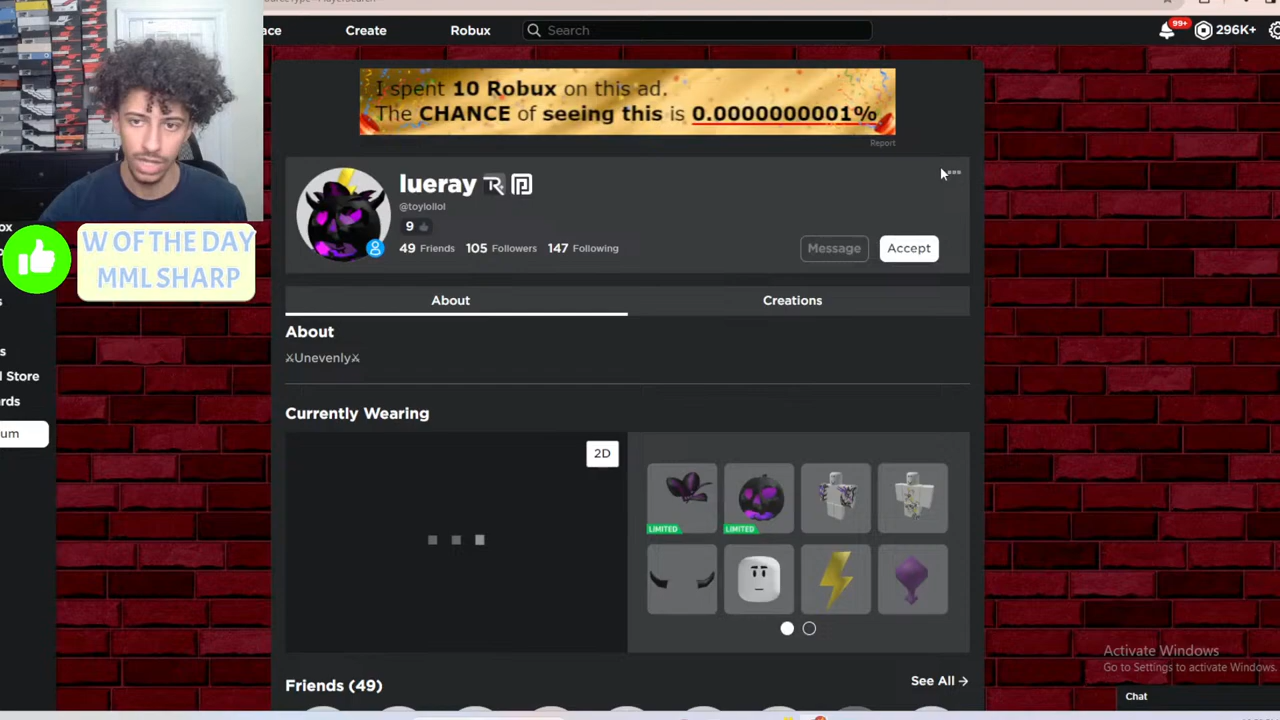 Create
Robux
Search
99+
296K+
I spent 10 Robux on this ad.
The CHANCE of seeing this is 0.0000000001%
Report
lueray
@toylollol
9
49 Friends 105 Followers 147 Following
Message
Accept
W OF THE DAY
MML SHARP
About
Creations
About
⚔Unevenly⚔
Currently Wearing
2D
LIMITED
LIMITED
Store
Friends (49)
See All →
Activate Windows
Go to Settings to activate Windows.
Chat